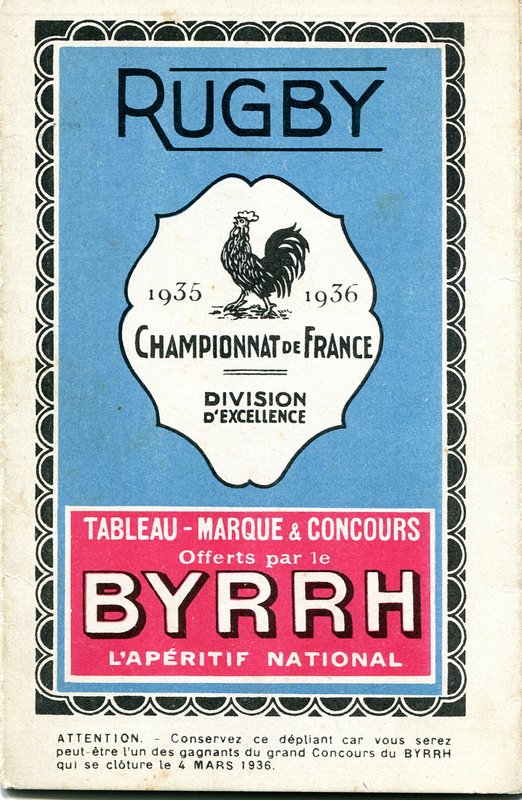 RUGBY
1935 1936
CHAMPIONNAT DE FRANCE
DIVISION
D'EXCELLENCE
TABLEAU - MARQUE & CONCOURS
Offerts par le
BYRRH
L'APÉRITIF NATIONAL
ATTENTION. - Conservez ce dépliant car vous serez
peut-être l'un des gagnants du grand Concours du BYRRH
qui se clôture le 4 MARS 1936.